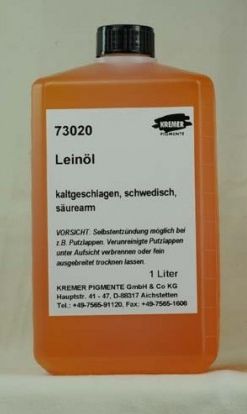 KREMER
PIGMENTE
73020
Leinöl
kaltgeschlagen, schwedisch,
säurearm
VORSICHT: Selbstentzündung möglich bei
z.B. Putzlappen. Verunreinigte Putzlappen
unter Aufsicht verbrennen oder fein
ausgebreitet trocknen lassen.
1 Liter
KREMER PIGMENTE GmbH & Co KG
Hauptstr. 41 - 47, D-88317 Aichstetten
Tel.: +49-7565-91120, Fax: +49-7565-1606